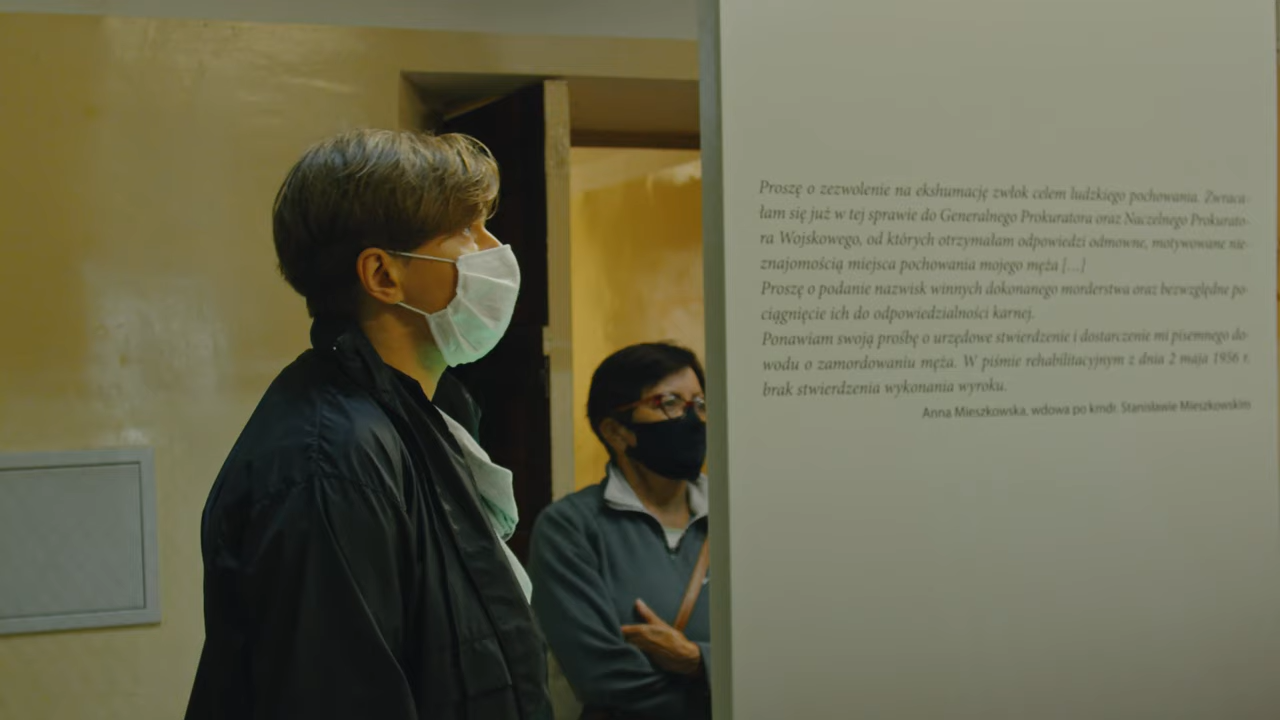 Proszę o zezwolenie na ekshumację zwłok celem ludzkiego pochowania. Zwraca-
łam się już w tej sprawie do Generalnego Prokuratora oraz Naczelnego Prokurato-
ra Wojskowego, od których otrzymałam odpowiedzi odmowne, motywowane nie-
znajomością miejsca pochowania mojego męża [...]
Proszę o podanie nazwisk winnych dokonanego morderstwa oraz bezwzględne po-
ciągnięcie ich do odpowiedzialności karnej.
Ponawiam swoją prośbę o urzędowe stwierdzenie i dostarczenie mi pisemnego do-
wodu o zamordowaniu męża. W piśmie rehabilitacyjnym z dnia 2 maja 1956 r.
brak stwierdzenia wykonania wyroku.
Anna Mieszkowska, wdowa po kmdr. Stanisławie Mieszkowskim